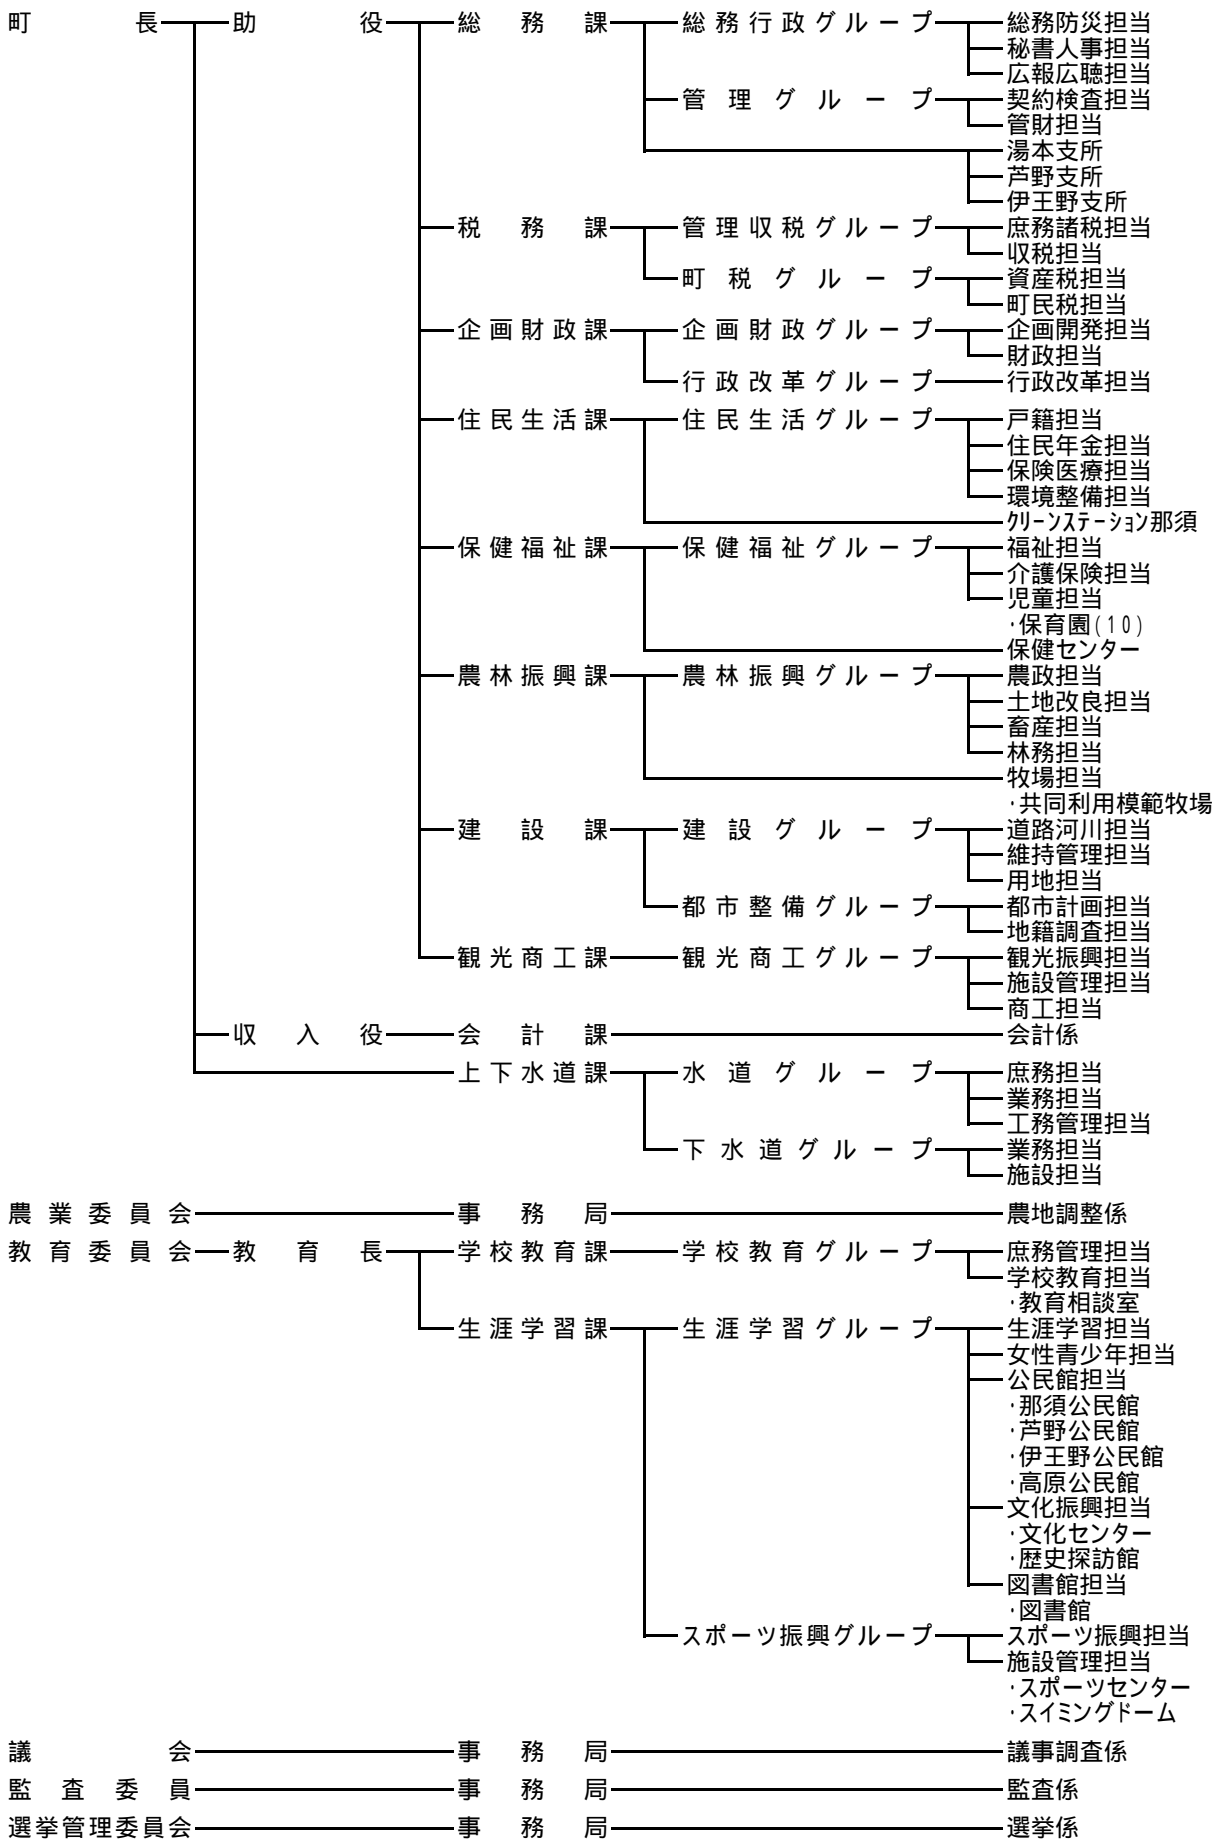 町長 助役 総務課 総務行政グループ 総務防災担当
秘書人事担当
広報広聴担当
管理グループ 契約検査担当
管財担当
湯本支所
芦野支所
伊王野支所
税務課 管理収税グループ 庶務諸税担当
収税担当
町税グループ 資産税担当
町民税担当
企画財政課 企画財政グループ 企画開発担当
財政担当
行政改革グループ 行政改革担当
住民生活課 住民生活グループ 戸籍担当
住民年金担当
保険医療担当
環境整備担当
クリーンステーション那須
保健福祉課 保健福祉グループ 福祉担当
介護保険担当
児童担当
・保育園(10)
保健センター
農林振興課 農林振興グループ 農政担当
土地改良担当
畜産担当
林務担当
牧場担当
・共同利用模範牧場
建設課 建設グループ 道路河川担当
維持管理担当
用地担当
都市整備グループ 都市計画担当
地籍調査担当
観光商工課 観光商工グループ 観光振興担当
施設管理担当
商工担当
収入役 会計課 会計係
上下水道課 水道グループ 庶務担当
業務担当
工務管理担当
下水道グループ 業務担当
施設担当
農業委員会 事務局 農地調整係
教育委員会 教育長 学校教育課 学校教育グループ 庶務管理担当
学校教育担当
・教育相談室
生涯学習課 生涯学習グループ 生涯学習担当
女性青少年担当
公民館担当
・那須公民館
・芦野公民館
・伊王野公民館
・高原公民館
文化振興担当
・文化センター
・歴史探訪館
図書館担当
・図書館
スポーツ振興グループ スポーツ振興担当
施設管理担当
・スポーツセンター
・スイミングドーム
議会 事務局 議事調査係
監査委員 事務局 監査係
選挙管理委員会 事務局 選挙係